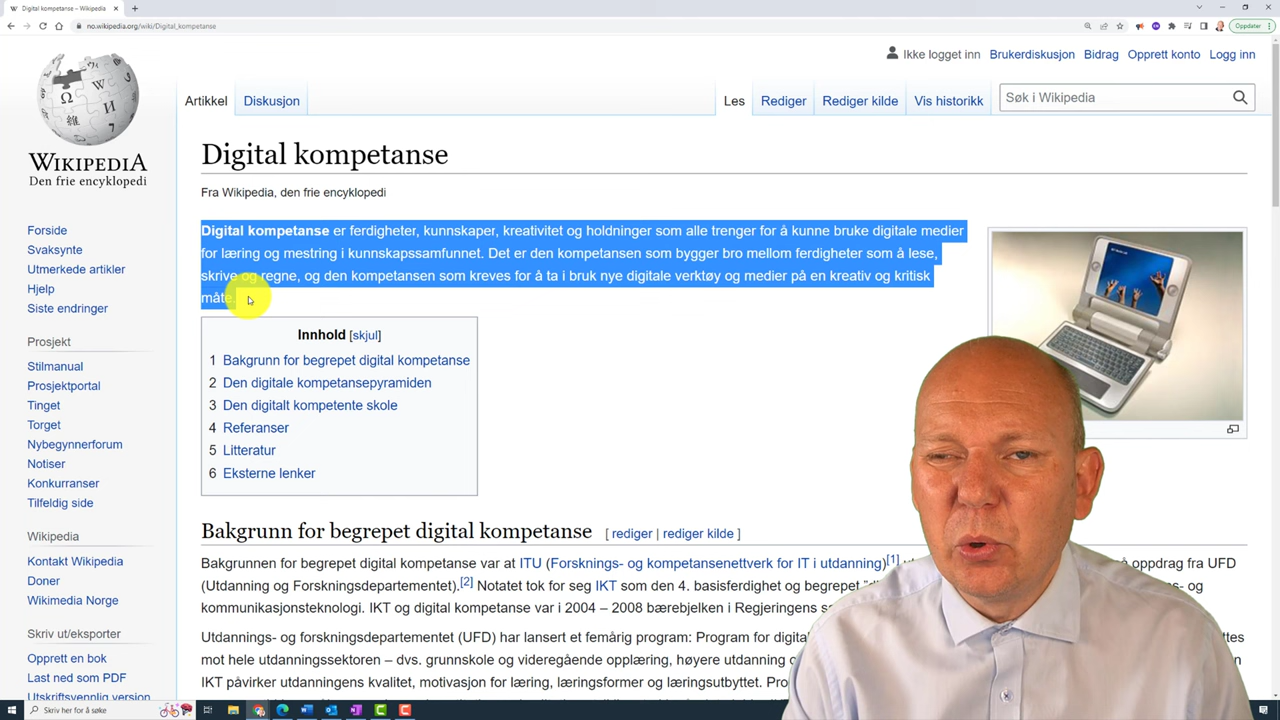 Digital kompetanse – Wikipedia
no.wikipedia.org/wiki/Digital_kompetanse
Oppdater
Ikke logget inn Brukerdiskusjon Bidrag Opprett konto Logg inn
Artikkel Diskusjon Les Rediger Rediger kilde Vis historikk Søk i Wikipedia
WIKIPEDIA
Den frie encyklopedi
Forside
Svaksynte
Utmerkede artikler
Hjelp
Siste endringer
Prosjekt
Stilmanual
Prosjektportal
Tinget
Torget
Nybegynnerforum
Notiser
Konkurranser
Tilfeldig side
Wikipedia
Kontakt Wikipedia
Doner
Wikimedia Norge
Skriv ut/eksporter
Opprett en bok
Last ned som PDF
Utskriftsvennlig version
Digital kompetanse
Fra Wikipedia, den frie encyklopedi
Digital kompetanse er ferdigheter, kunnskaper, kreativitet og holdninger som alle trenger for å kunne bruke digitale medier
for læring og mestring i kunnskapssamfunnet. Det er den kompetansen som bygger bro mellom ferdigheter som å lese,
skrive og regne, og den kompetansen som kreves for å ta i bruk nye digitale verktøy og medier på en kreativ og kritisk
måte.
Innhold [skjul]
1 Bakgrunn for begrepet digital kompetanse
2 Den digitale kompetansepyramiden
3 Den digitalt kompetente skole
4 Referanser
5 Litteratur
6 Eksterne lenker
Bakgrunn for begrepet digital kompetanse [ rediger | rediger kilde ]
Bakgrunnen for begrepet digital kompetanse var at ITU (Forsknings- og kompetansenettverk for IT i utdanning)[1] oppdrag fra UFD
(Utdanning og Forskningsdepartementet).[2] Notatet tok for seg IKT som den 4. basisferdighet og begrepet - og
kommunikasjonsteknologi. IKT og digital kompetanse var i 2004 – 2008 bærebjelken i Regjeringens
Utdannings- og forskningsdepartementet (UFD) har lansert et femårig program: Program for digital
mot hele utdanningssektoren – dvs. grunnskole og videregående opplæring, høyere utdanning
IKT påvirker utdanningens kvalitet, motivasjon for læring, læringsformer og læringsutbyttet.
Skriv her for å søke